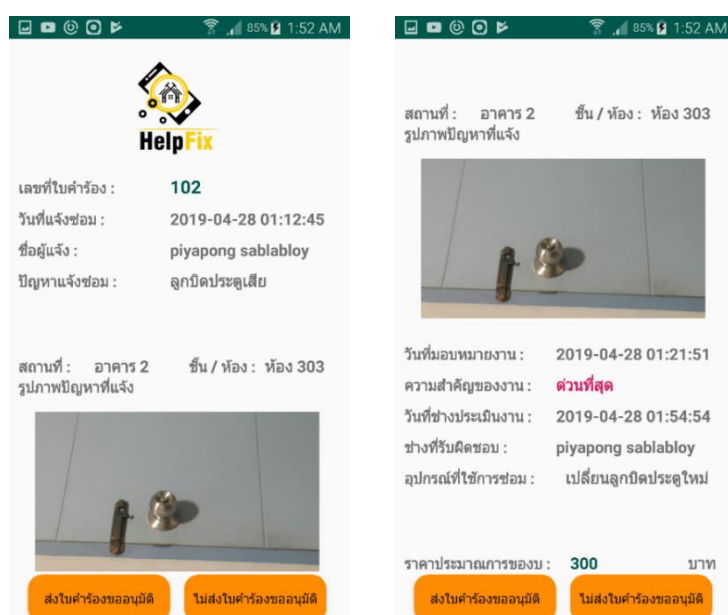 85% 1:52 AM
HelpFix
เลขที่ใบคำร้อง : 102
วันที่แจ้งซ่อม : 2019-04-28 01:12:45
ชื่อผู้แจ้ง : piyapong sablabloy
ปัญหาแจ้งซ่อม : ลูกบิดประตูเสีย
สถานที่ : อาคาร 2 ชั้น / ห้อง : ห้อง 303
รูปภาพปัญหาที่แจ้ง
ส่งใบคำร้องขออนุมัติ ไม่ส่งใบคำร้องขออนุมัติ
85% 1:52 AM
สถานที่ : อาคาร 2 ชั้น / ห้อง : ห้อง 303
รูปภาพปัญหาที่แจ้ง
วันที่มอบหมายงาน : 2019-04-28 01:21:51
ความสำคัญของงาน : ด่วนที่สุด
วันที่ช่างประเมินงาน : 2019-04-28 01:54:54
ช่างที่รับผิดชอบ : piyapong sablabloy
อุปกรณ์ที่ใช้การซ่อม : เปลี่ยนลูกบิดประตูใหม่
ราคาประมาณการของบ : 300 บาท
ส่งใบคำร้องขออนุมัติ ไม่ส่งใบคำร้องขออนุมัติ